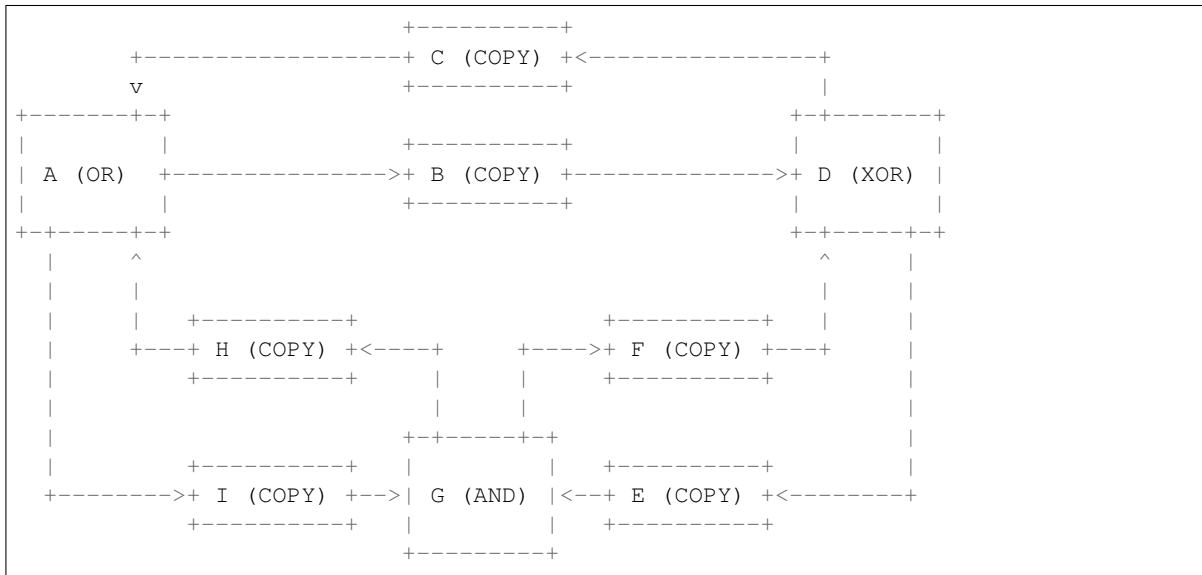 +----------+
        +-------------------+ C (COPY) +<----------------+
        v                   +----------+                 |
+-------+-+                                            +-+-------+
|         |                 +----------+               |         |
| A (OR)  +---------------->+ B (COPY) +-------------->+ D (XOR) |
|         |                 +----------+               |         |
+-+-----+-+                                            +-+-----+-+
  |     ^                                                ^     |
  |     |                                                |     |
  |     |   +----------+                  +----------+   |     |
  |     +---+ H (COPY) +<----+     +----->+ F (COPY) +---+     |
  |         +----------+     |     |      +----------+         |
  |                          |     |                           |
  |                         +-+-----+-+                        |
  |         +----------+    |         |   +----------+         |
  +-------->+ I (COPY) +--->| G (AND) |<--+ E (COPY) +<--------+
            +----------+    |         |   +----------+
                            +---------+